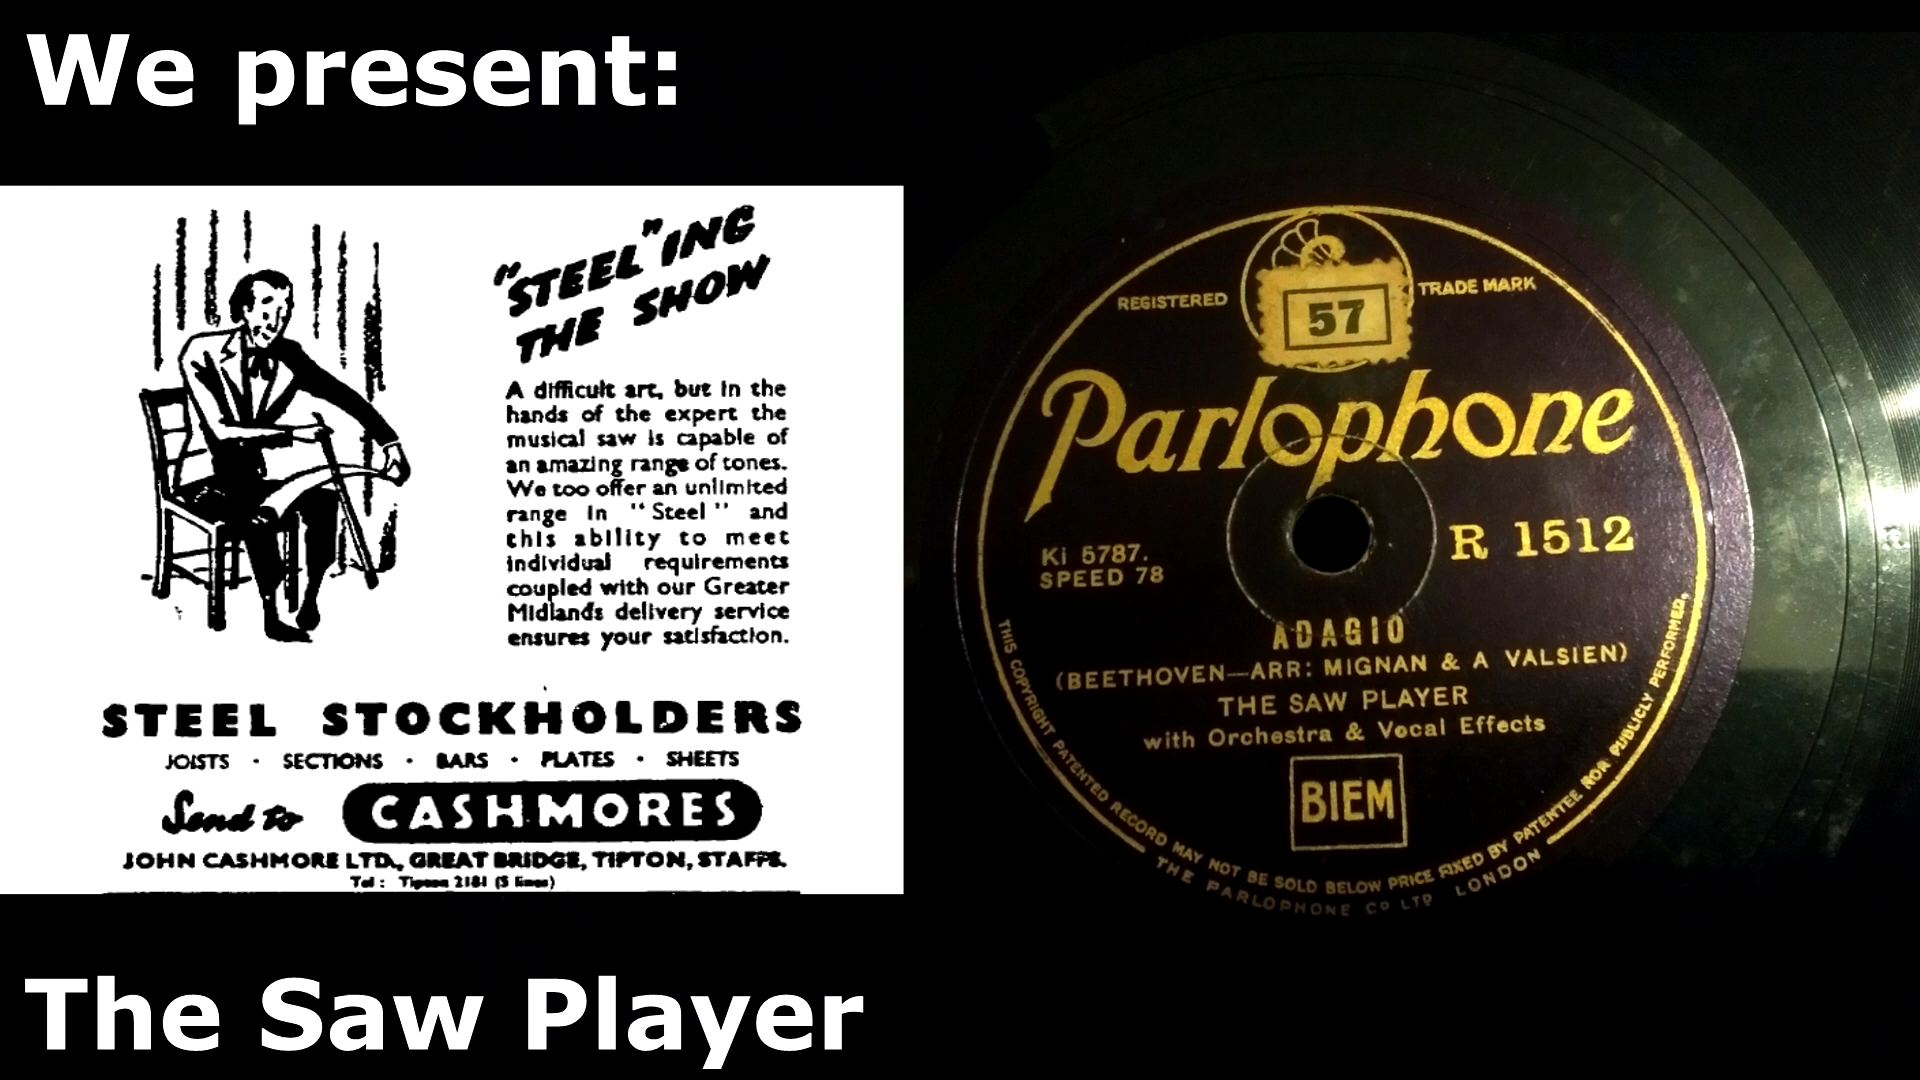 We present:
"STEEL"ING
THE SHOW
A difficult art, but in the
hands of the expert the
musical saw is capable of
an amazing range of tones.
We too offer an unlimited
range in "Steel" and
this ability to meet
individual requirements
coupled with our Greater
Midlands delivery service
ensures your satisfaction.
STEEL STOCKHOLDERS
JOISTS · SECTIONS · BARS · PLATES · SHEETS
Send to CASHMORES
JOHN CASHMORE LTD., GREAT BRIDGE, TIPTON, STAFFS.
Tel: Tipton 2181 (5 lines)
The Saw Player
REGISTERED TRADE MARK
57
Parlophone
Ki 5787.
SPEED 78
R 1512
ADAGIO
(BEETHOVEN—ARR: MIGNAN & A VALSIEN)
THE SAW PLAYER
with Orchestra & Vocal Effects
BIEM
THIS COPYRIGHT PATENTED RECORD MAY NOT BE SOLD BELOW PRICE FIXED BY PATENTEE NOR PUBLICLY PERFORMED.
THE PARLOPHONE Co LTD LONDON